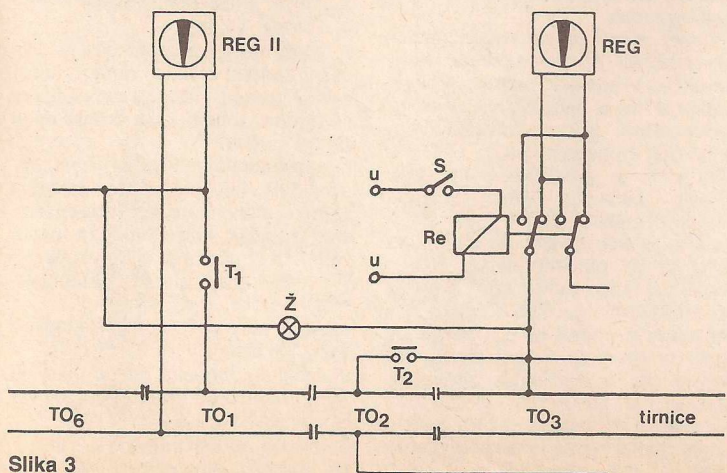 REG II
REG
u
S
Re
u
T1
Ž
T2
TO6
TO1
TO2
TO3
tirnice
Slika 3